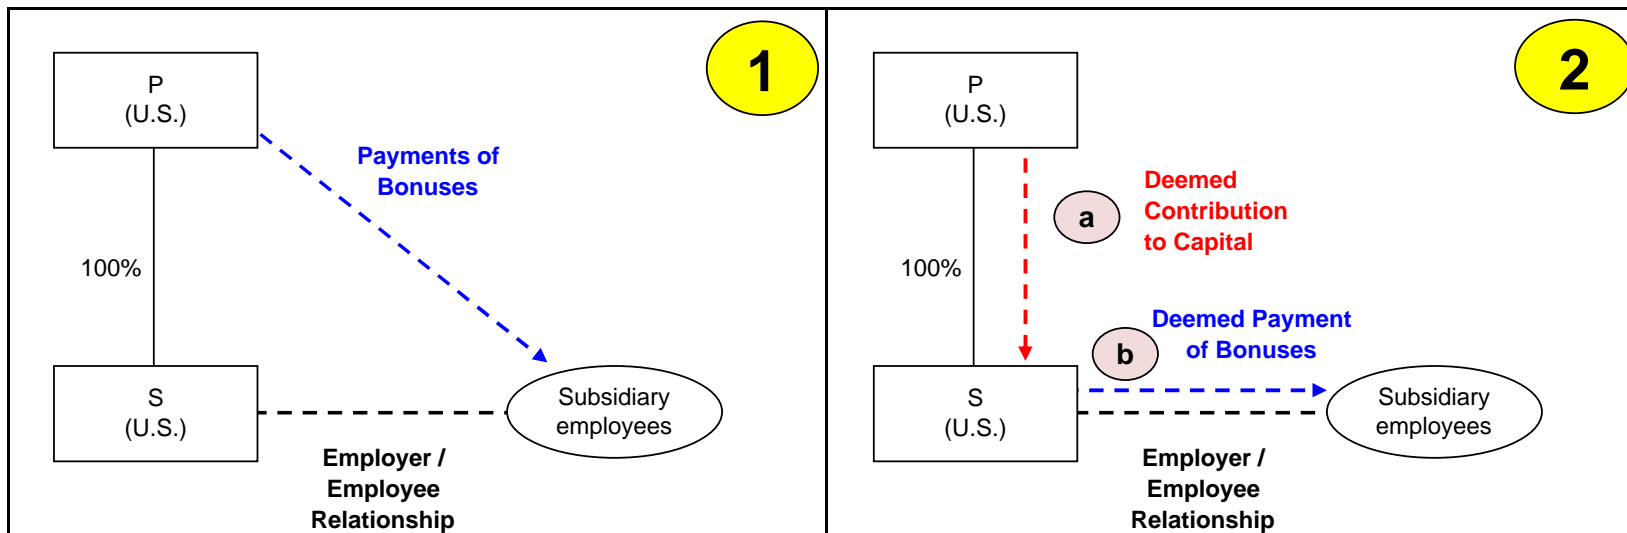 1
P
(U.S.)
Payments of
Bonuses
100%
S
(U.S.)
Subsidiary
employees
Employer /
Employee
Relationship
2
P
(U.S.)
a
Deemed
Contribution
to Capital
100%
b
Deemed Payment
of Bonuses
S
(U.S.)
Subsidiary
employees
Employer /
Employee
Relationship